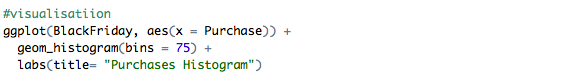 #visualisatiion
ggplot(BlackFriday, aes(x = Purchase)) +
  geom_histogram(bins = 75) +
  labs(title= "Purchases Histogram")